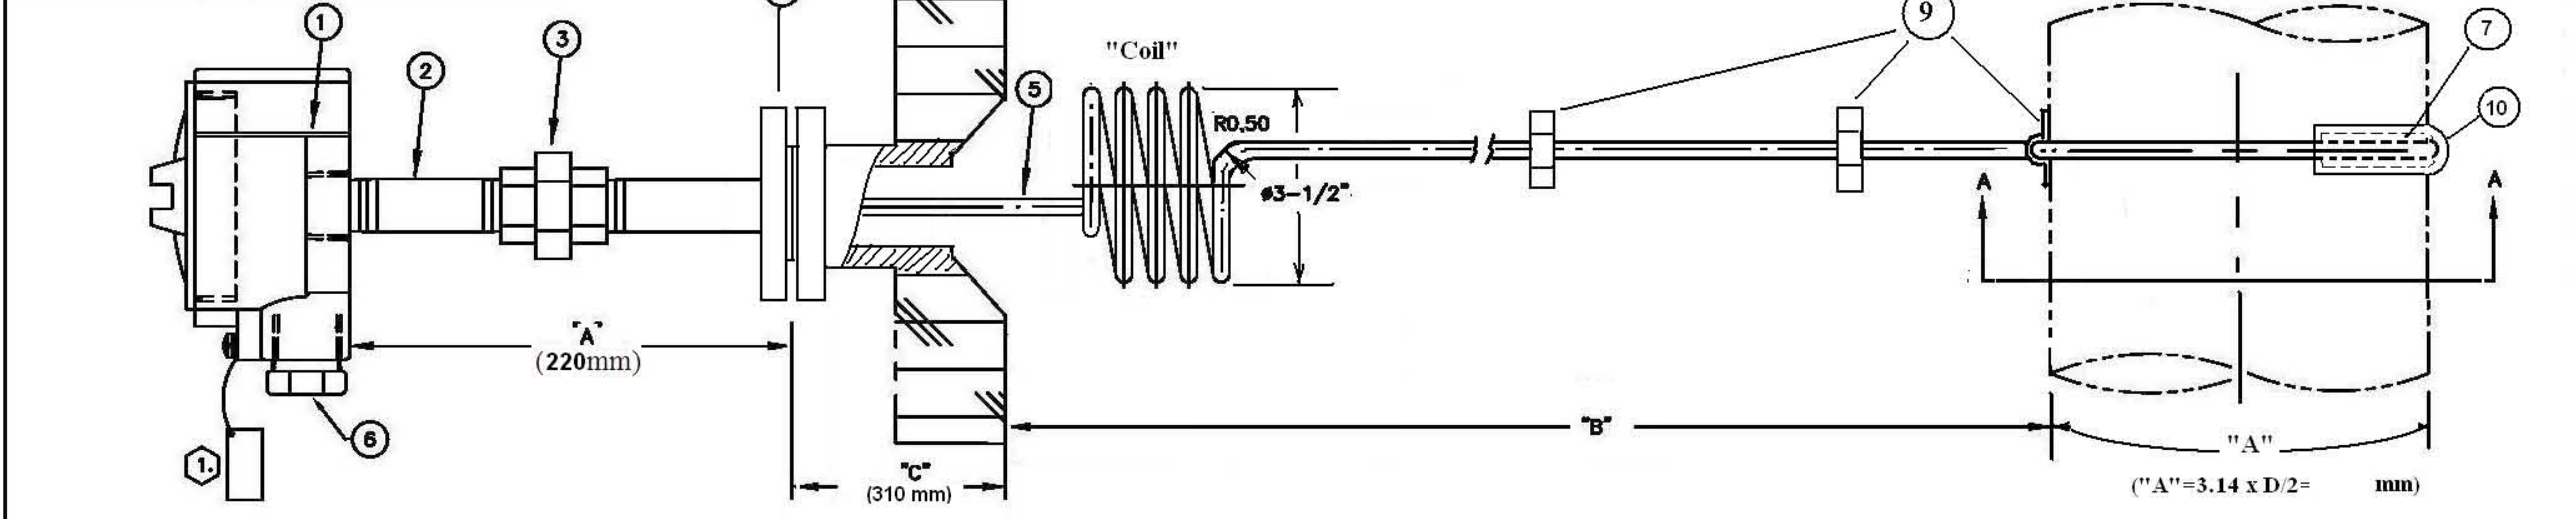 1
2
3
5
9
7
10
"Coil"
R0.50
ø3-1/2"
A
A
6
1.
"A"
(220mm)
"C"
(310 mm)
"B"
"A"
("A"=3.14 x D/2= mm)